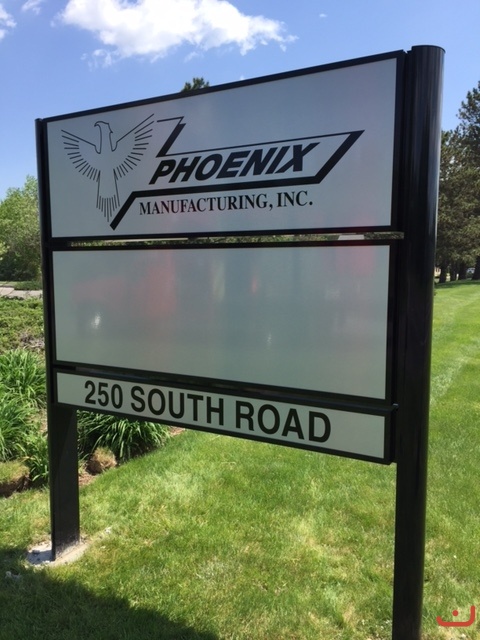 PHOENIX
MANUFACTURING, INC.
250 SOUTH ROAD